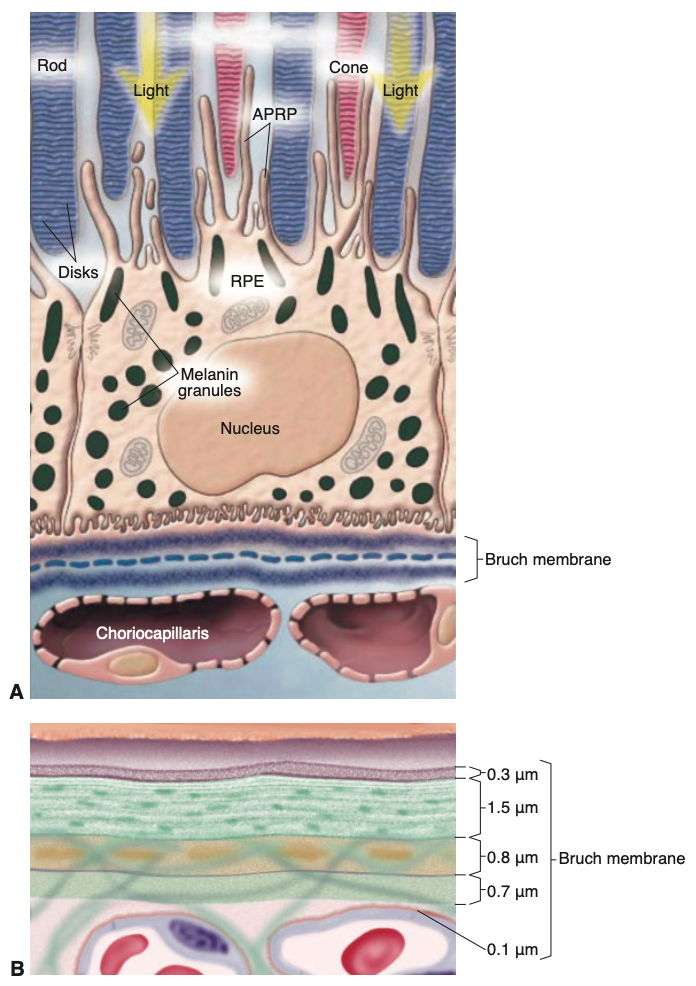 Rod
Cone
Light
Light
APRP
Disks
RPE
Melanin
granules
Nucleus
Bruch membrane
Choriocapillaris
A
0.3 µm
1.5 µm
0.8 µm
Bruch membrane
0.7 µm
0.1 µm
B